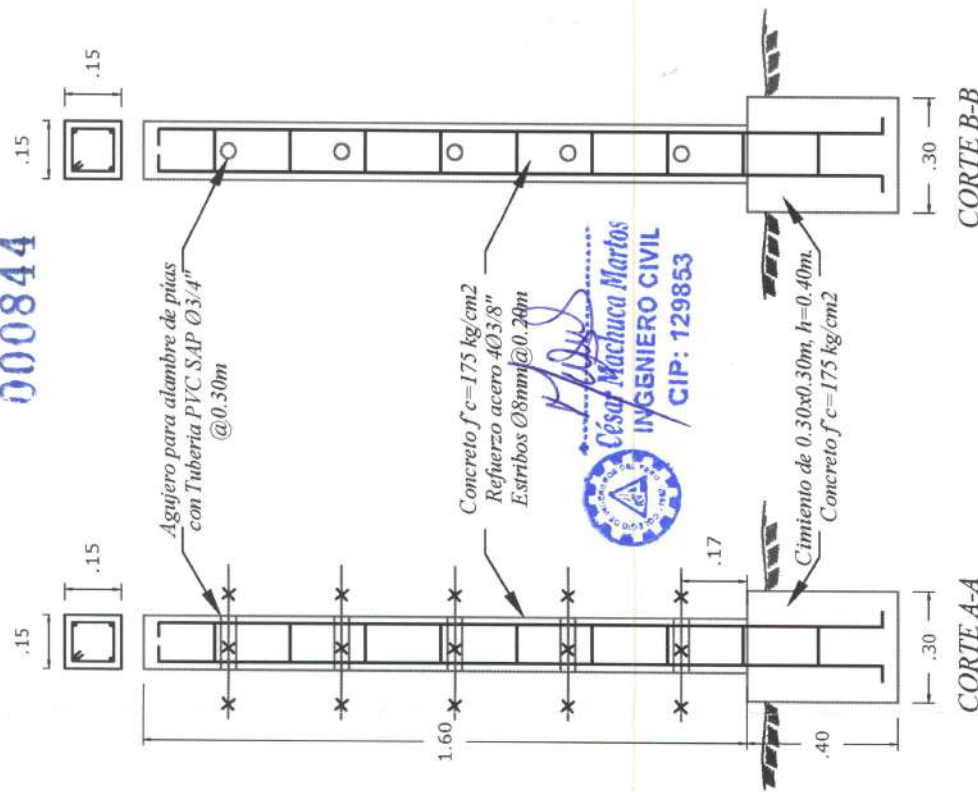 000844
.15
.15
.15
.15
Agujero para alambre de púas
con Tuberia PVC SAP Ø3/4"
@0.30m
Concreto f'c=175 kg/cm2
Refuerzo acero 4Ø3/8"
Estribos Ø8mm@0.20m
1.60
.17
.40
.30
.30
Cimiento de 0.30x0.30m, h=0.40m.
Concreto f'c=175 kg/cm2
César Machuca Martos
INGENIERO CIVIL
CIP: 129853
CORTE A-A
CORTE B-B